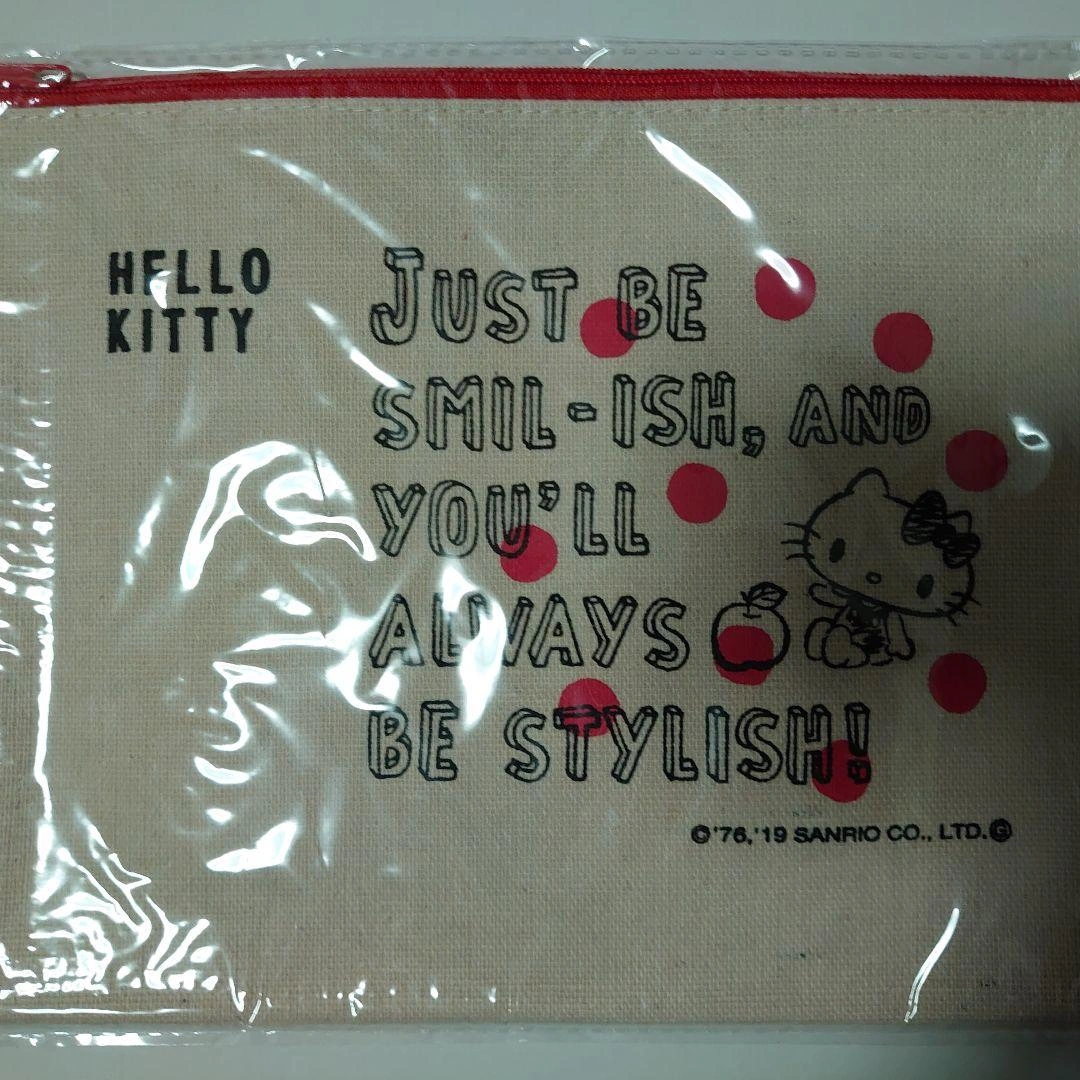 HELLO
KITTY
JUST BE
SMIL-ISH, AND
YOU'LL
ALWAYS
BE STYLISH!
©'76,'19 SANRIO CO., LTD.Ⓖ